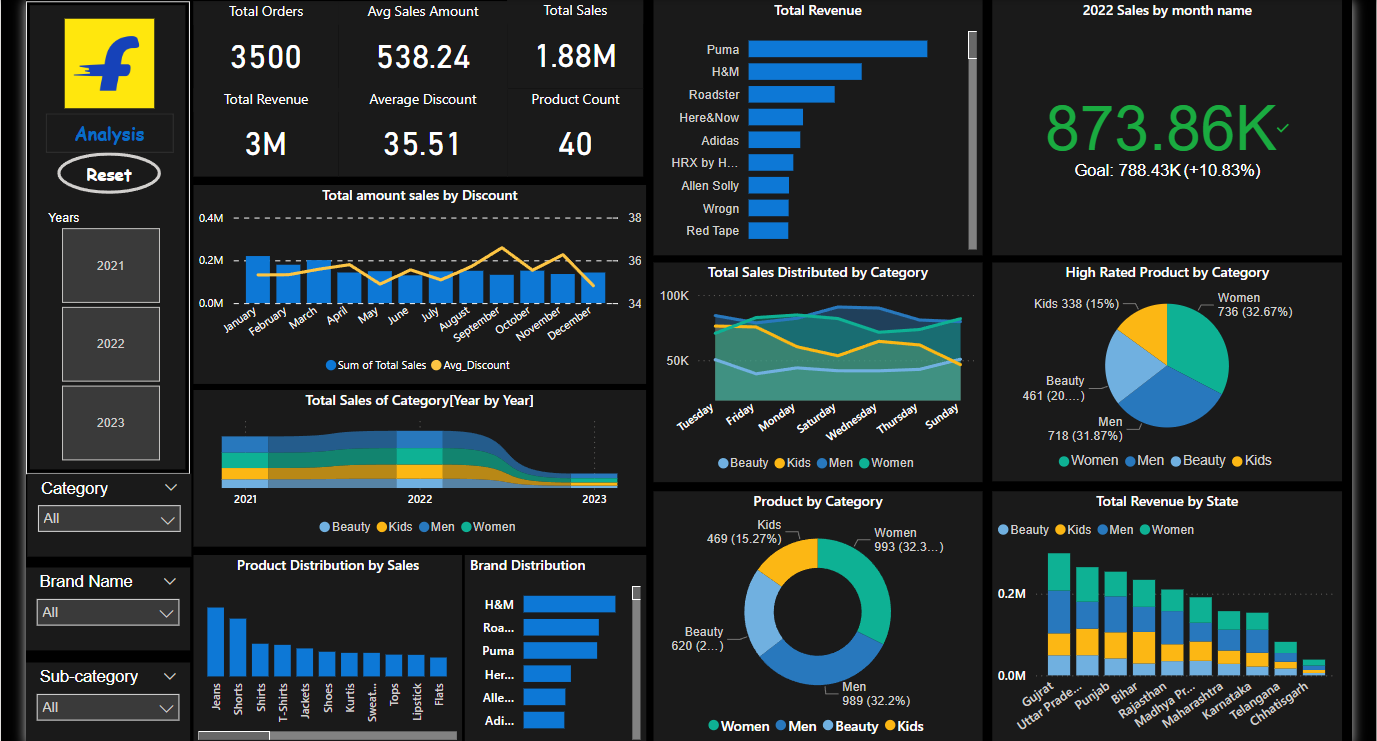 f
Analysis
Reset
Years
2021
2022
2023
Category
All
Brand Name
All
Sub-category
All
Total Orders
3500
Avg Sales Amount
538.24
Total Sales
1.88M
Total Revenue
3M
Average Discount
35.51
Product Count
40
Total amount sales by Discount
0.4M
0.2M
0.0M
38
36
34
January
February
March
April
May
June
July
August
September
October
November
December
Sum of Total Sales
Avg_Discount
Total Sales of Category[Year by Year]
2021
2022
2023
Beauty
Kids
Men
Women
Product Distribution by Sales
Jeans
Shorts
Shirts
T-Shirts
Jackets
Shoes
Kurtis
Sweat...
Tops
Lipstick
Flats
Brand Distribution
H&M
Roa...
Puma
Her...
Alle...
Adi...
Total Revenue
Puma
H&M
Roadster
Here&Now
Adidas
HRX by H...
Allen Solly
Wrogn
Red Tape
Total Sales Distributed by Category
100K
50K
Tuesday
Friday
Monday
Saturday
Wednesday
Thursday
Sunday
Beauty
Kids
Men
Women
Product by Category
Kids
469 (15.27%)
Women
993 (32.3...)
Beauty
620 (2...)
Men
989 (32.2%)
Women
Men
Beauty
Kids
2022 Sales by month name
873.86K
Goal: 788.43K (+10.83%)
High Rated Product by Category
Kids 338 (15%)
Women
736 (32.67%)
Beauty
461 (20....)
Men
718 (31.87%)
Women
Men
Beauty
Kids
Total Revenue by State
Beauty
Kids
Men
Women
0.2M
0.0M
Gujrat
Uttar Prade...
Punjab
Bihar
Rajasthan
Madhya Pr...
Maharashtra
Karnataka
Telangana
Chhatisgarh